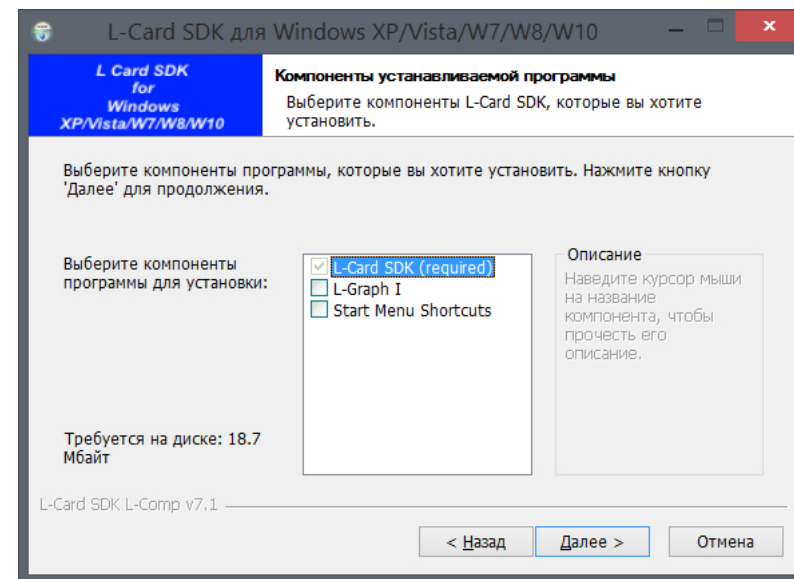 L-Card SDK для Windows XP/Vista/W7/W8/W10
L Card SDK
for
Windows
XP/Vista/W7/W8/W10
Компоненты устанавливаемой программы
Выберите компоненты L-Card SDK, которые вы хотите
установить.
Выберите компоненты программы, которые вы хотите установить. Нажмите кнопку
'Далее' для продолжения.
Выберите компоненты
программы для установки:
L-Card SDK (required)
L-Graph I
Start Menu Shortcuts
Описание
Наведите курсор мыши
на название
компонента, чтобы
прочесть его
описание.
Требуется на диске: 18.7
Мбайт
L-Card SDK L-Comp v7.1
< Назад
Далее >
Отмена